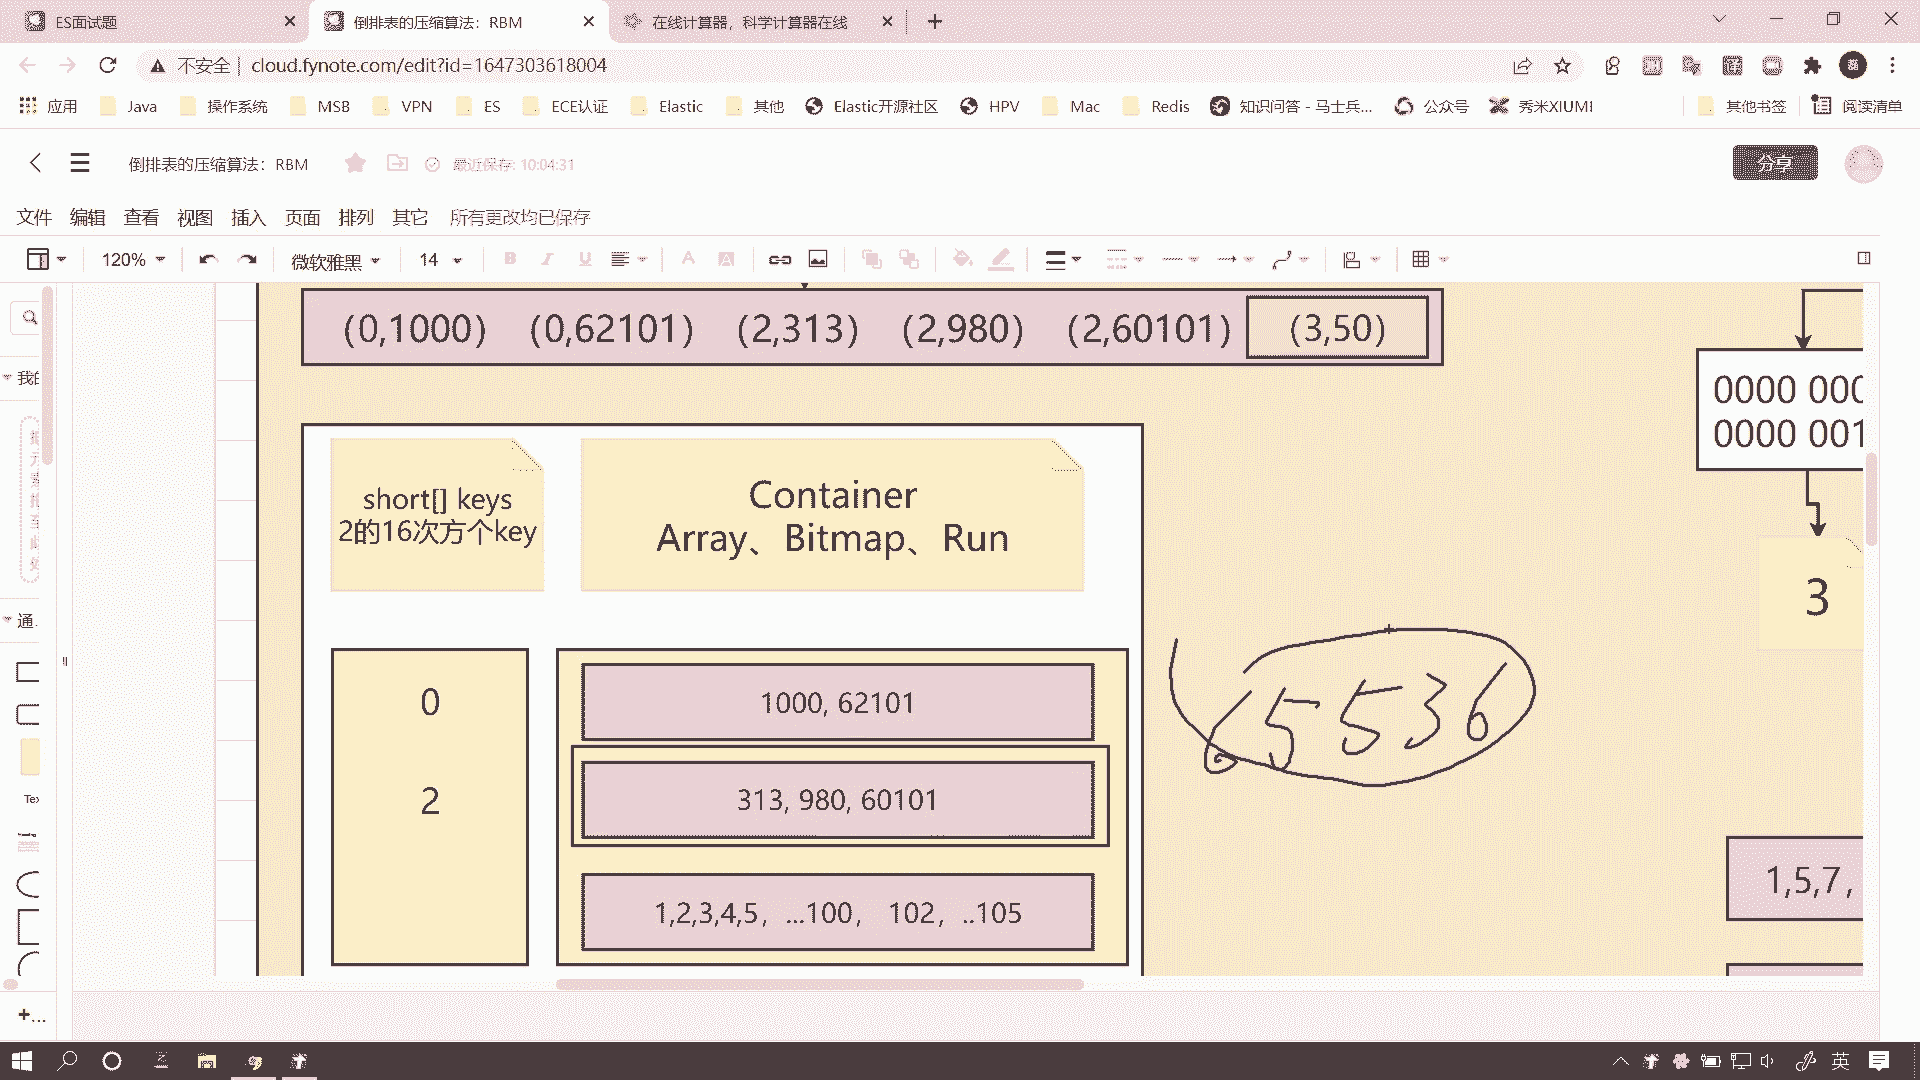 ES面试题
倒排表的压缩算法：RBM
在线计算器，科学计算器在线
不安全 | cloud.fynote.com/edit?id=1647303618004
应用 Java 操作系统 MSB VPN ES ECE认证 Elastic 其他 Elastic开源社区 HPV Mac Redis 知识问答 - 马士兵... 公众号 秀米XIUMI 其他书签 阅读清单
倒排表的压缩算法：RBM 最近保存: 10:04:31 分享
文件 编辑 查看 视图 插入 页面 排列 其它 所有更改均已保存
120% 微软雅黑 14 B I U A A
(0,1000) (0,62101) (2,313) (2,980) (2,60101) (3,50)
0000 000
0000 001
short[] keys
2的16次方个key
Container
Array、Bitmap、Run
3
0
1000, 62101
65536
2
313, 980, 60101
1,2,3,4,5，...100， 102，..105
1,5,7,
我的
通.
Tex
+...
英